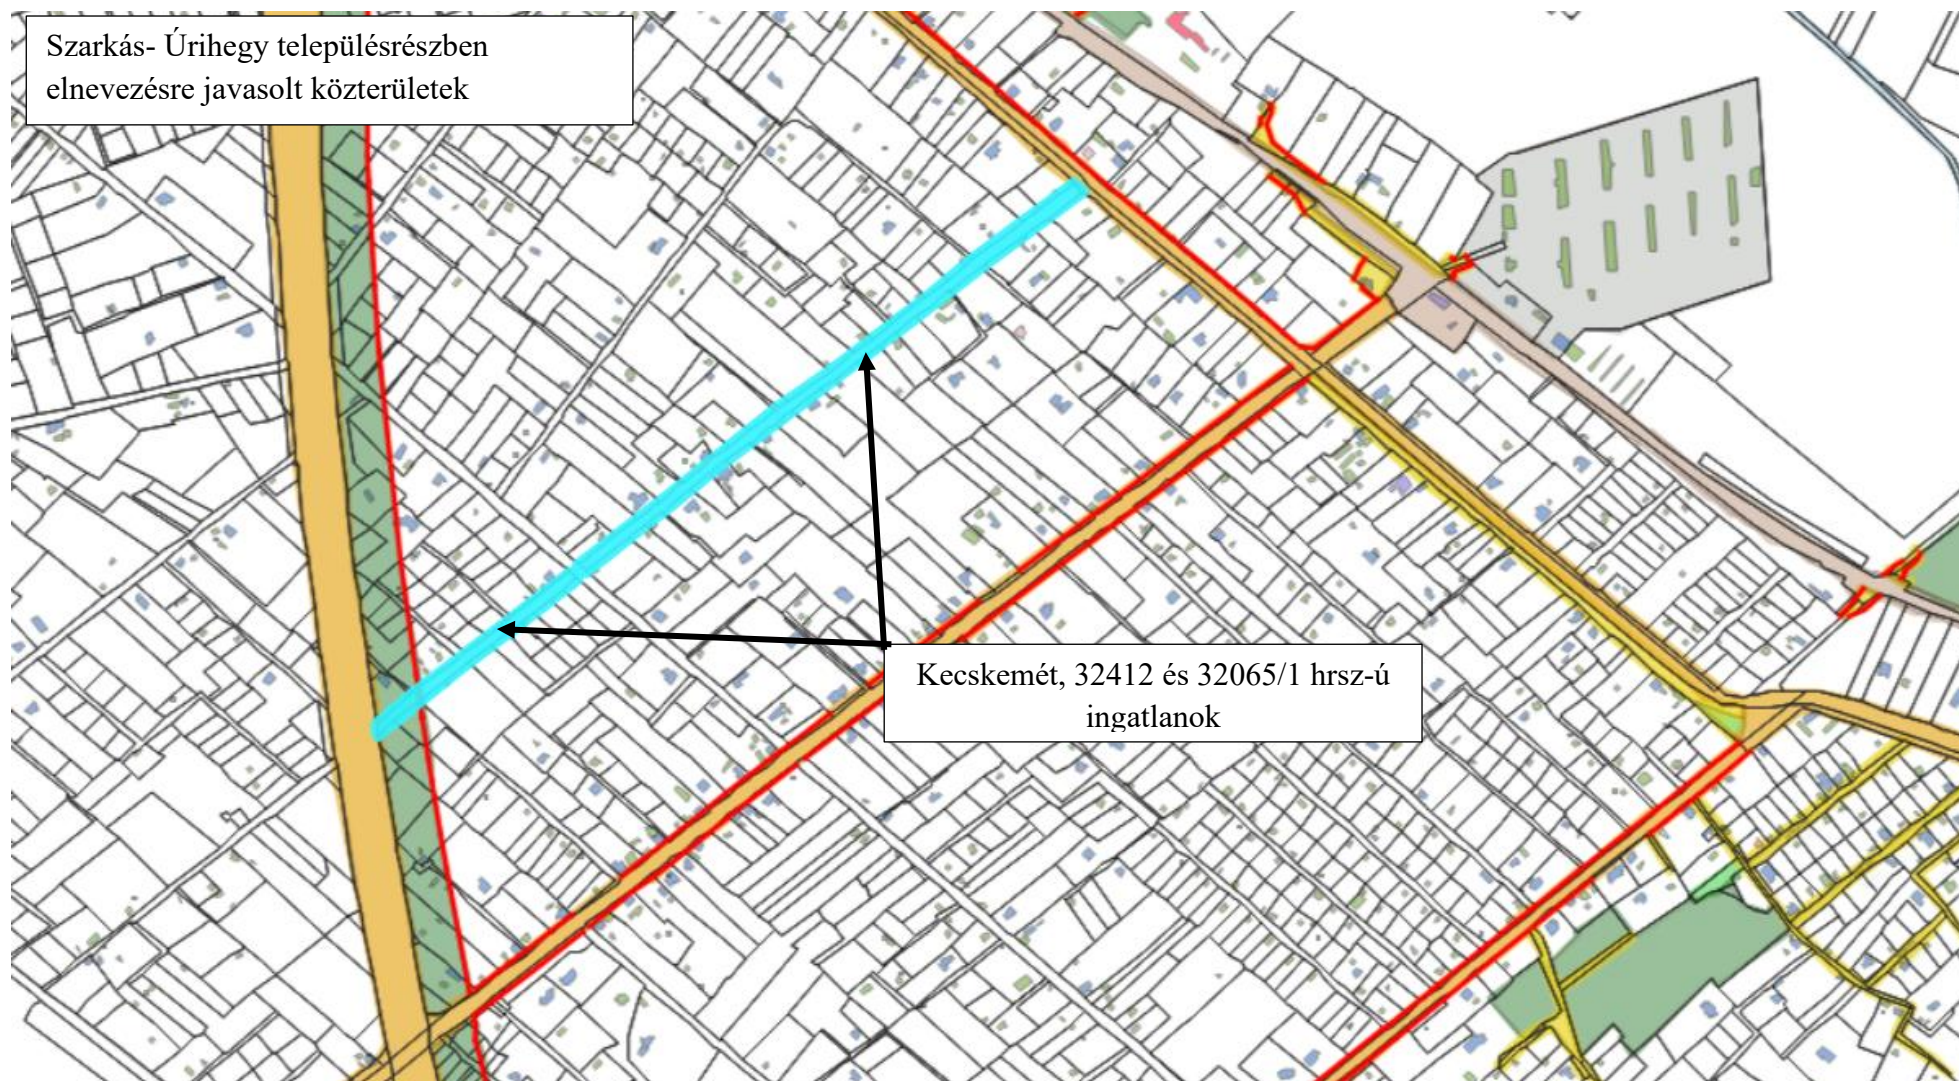 Szarkás- Úrihegy településrészben
elnevezésre javasolt közterületek
Kecskemét, 32412 és 32065/1 hrsz-ú
ingatlanok